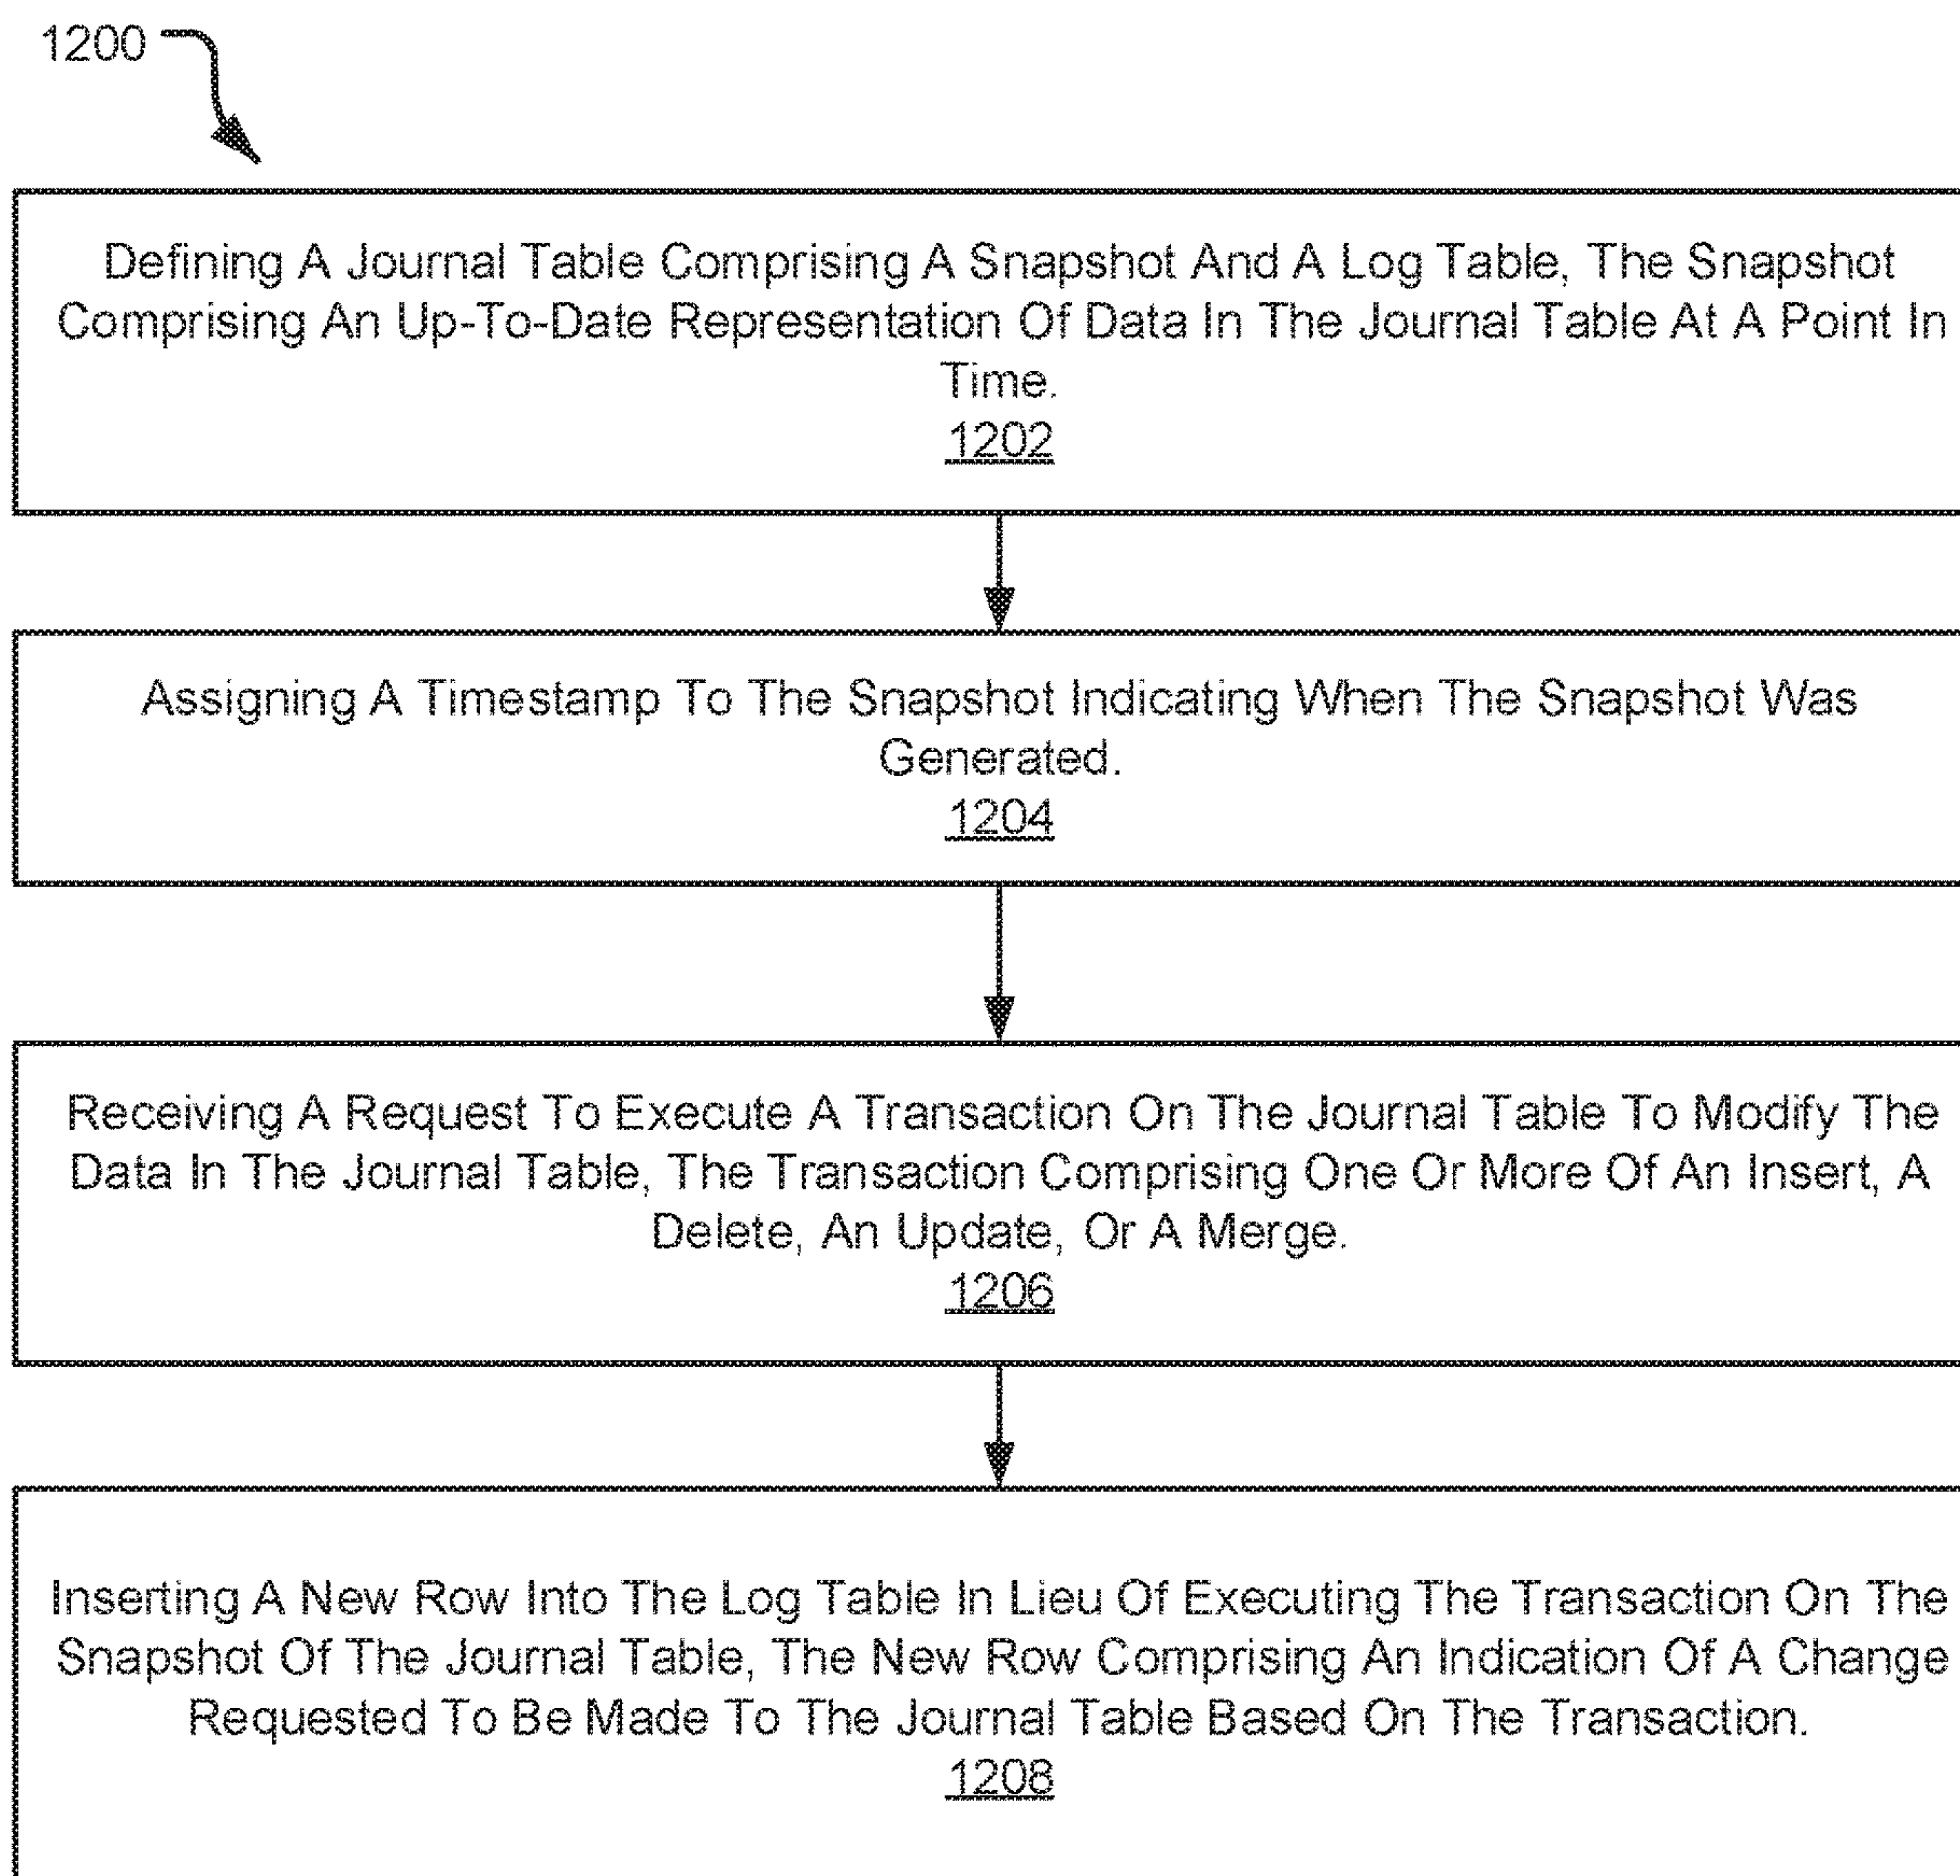 1200
Defining A Journal Table Comprising A Snapshot And A Log Table, The Snapshot
Comprising An Up-To-Date Representation Of Data In The Journal Table At A Point In
Time.
1202
Assigning A Timestamp To The Snapshot Indicating When The Snapshot Was
Generated.
1204
Receiving A Request To Execute A Transaction On The Journal Table To Modify The
Data In The Journal Table, The Transaction Comprising One Or More Of An Insert, A
Delete, An Update, Or A Merge.
1206
Inserting A New Row Into The Log Table In Lieu Of Executing The Transaction On The
Snapshot Of The Journal Table, The New Row Comprising An Indication Of A Change
Requested To Be Made To The Journal Table Based On The Transaction.
1208